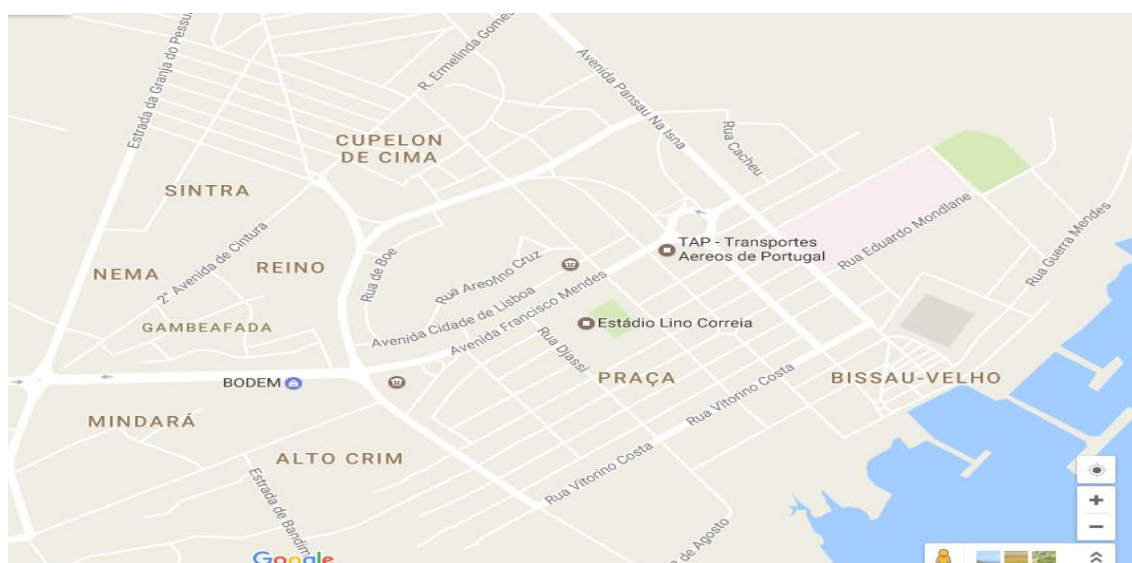 Estrada da Granja do Pessu
R. Ermelinda Gomes
Avenida Pansau Na Isna
Rua Cacheu
CUPELON
DE CIMA
SINTRA
2° Avenida de Cintura
NEMA
REINO
GAMBEAFADA
Rua de Boe
Rua Areolino Cruz
Avenida Cidade de Lisboa
Avenida Francisco Mendes
TAP - Transportes
Aereos de Portugal
Rua Eduardo Mondlane
Rua Guerra Mendes
Estádio Lino Correia
Rua Djassi
PRAÇA
BISSAU-VELHO
BODEM
MINDARÁ
ALTO CRIM
Rua Vitorino Costa
Rua Vitorino Costa
Estrada de Bandim
de Agosto
Google